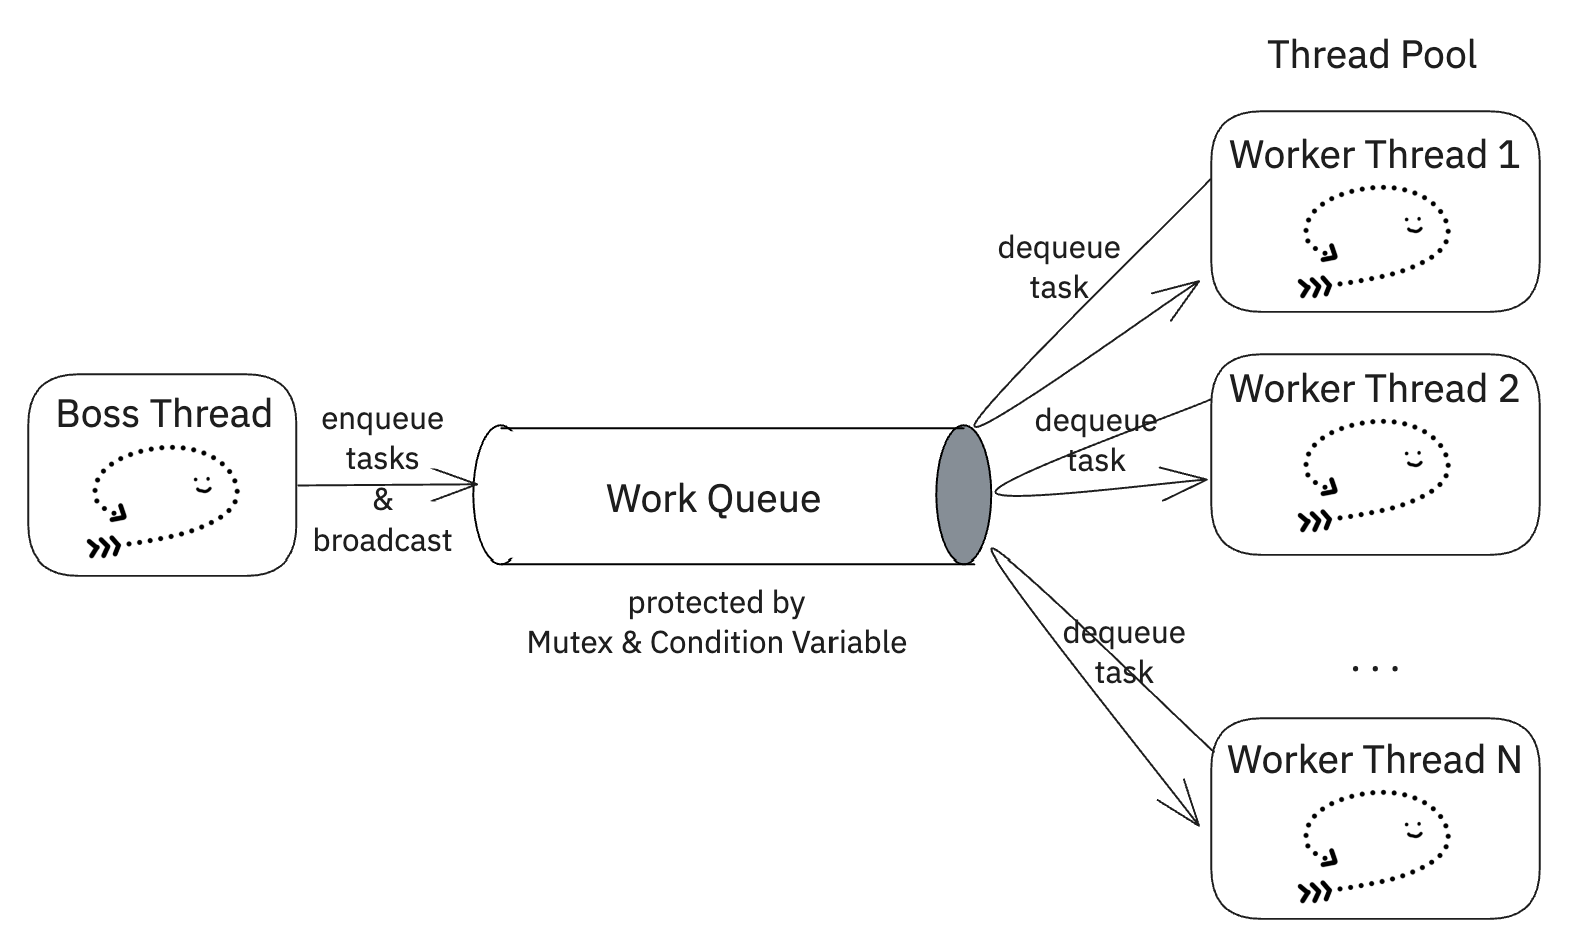 Thread Pool
Worker Thread 1
dequeue
task
Boss Thread
enqueue
tasks
&
broadcast
Work Queue
protected by
Mutex & Condition Variable
Worker Thread 2
dequeue
task
dequeue
task
. . .
Worker Thread N